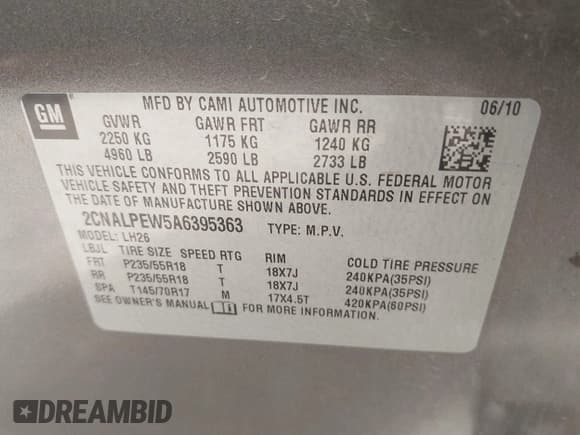 GM
MFD BY CAMI AUTOMOTIVE INC. 06/10
GVWR GAWR FRT GAWR RR
2250 KG 1175 KG 1240 KG
4960 LB 2590 LB 2733 LB
THIS VEHICLE CONFORMS TO ALL APPLICABLE U.S. FEDERAL MOTOR
VEHICLE SAFETY AND THEFT PREVENTION STANDARDS IN EFFECT ON
THE DATE OF MANUFACTURE SHOWN ABOVE.
2CNALPEW5A6395363 TYPE: M.P.V.
MODEL: LH26
LBJL TIRE SIZE SPEED RTG RIM COLD TIRE PRESSURE
FRT P235/55R18 T 18X7J 240KPA(35PSI)
RR P235/55R18 T 18X7J 240KPA(35PSI)
SPA T145/70R17 M 17X4.5T 420KPA(60PSI)
SEE OWNER'S MANUAL FOR MORE INFORMATION.
DREAMBID